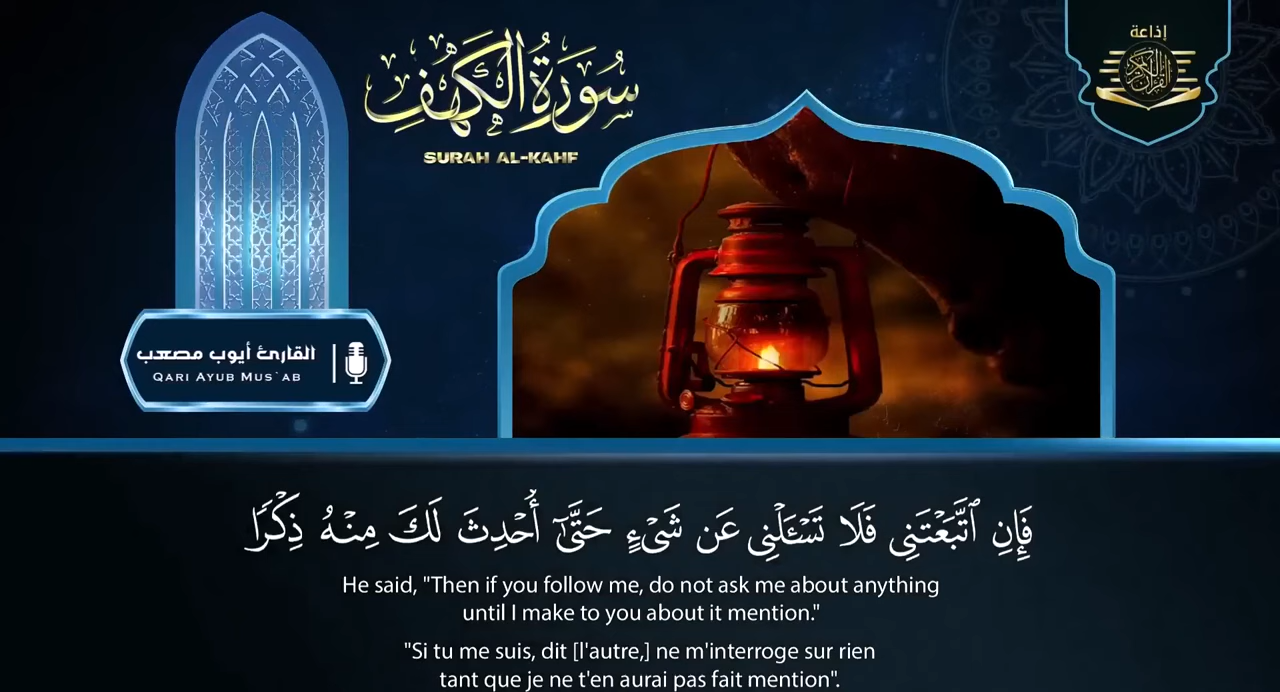 سُورَةُ الكَهْفِ
SURAH AL-KAHF
إذاعة
القرآن الكريم
القارئ أيوب مصعب
QARI AYUB MUS`AB
فَإِنِ ٱتَّبَعْتَنِى فَلَا تَسْـَٔلْنِى عَن شَىْءٍ حَتَّىٰٓ أُحْدِثَ لَكَ مِنْهُ ذِكْرًا
He said, "Then if you follow me, do not ask me about anything
until I make to you about it mention."
"Si tu me suis, dit [l'autre,] ne m'interroge sur rien
tant que je ne t'en aurai pas fait mention".